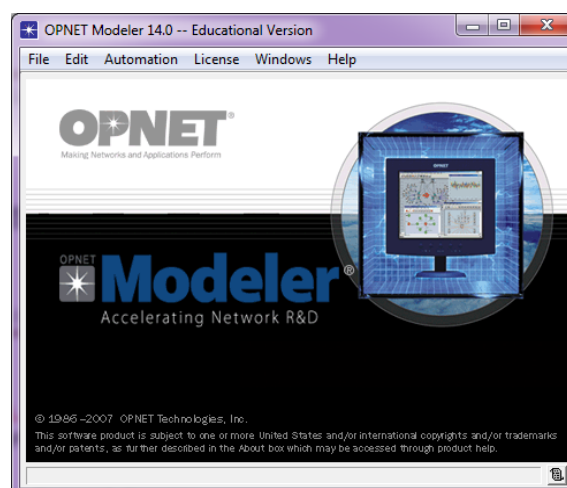 OPNET Modeler 14.0 -- Educational Version
File Edit Automation License Windows Help
OPNET®
Making Networks and Applications Perform
OPNET
OPNET
Modeler®
Accelerating Network R&D
© 1986-2007 OPNET Technologies, Inc.
This software product is subject to one or more United States and/or international copyrights and/or trademarks
and/or patents, as further described in the About box which may be accessed through product help.